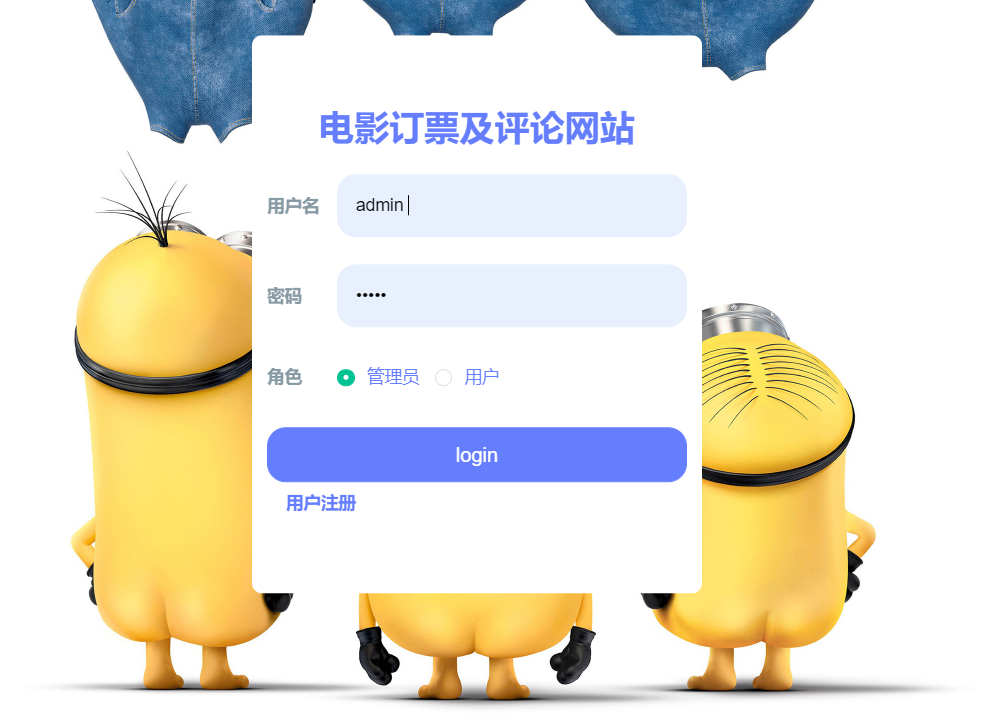 电影订票及评论网站
用户名 admin
密码 •••••
角色 管理员 用户
login
用户注册